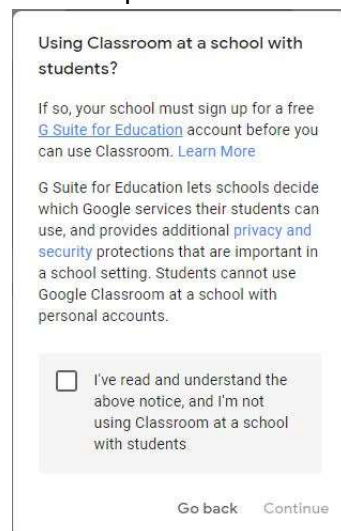 Using Classroom at a school with
students?
If so, your school must sign up for a free
G Suite for Education account before you
can use Classroom. Learn More
G Suite for Education lets schools decide
which Google services their students can
use, and provides additional privacy and
security protections that are important in
a school setting. Students cannot use
Google Classroom at a school with
personal accounts.
I've read and understand the
above notice, and I'm not
using Classroom at a school
with students
Go back Continue